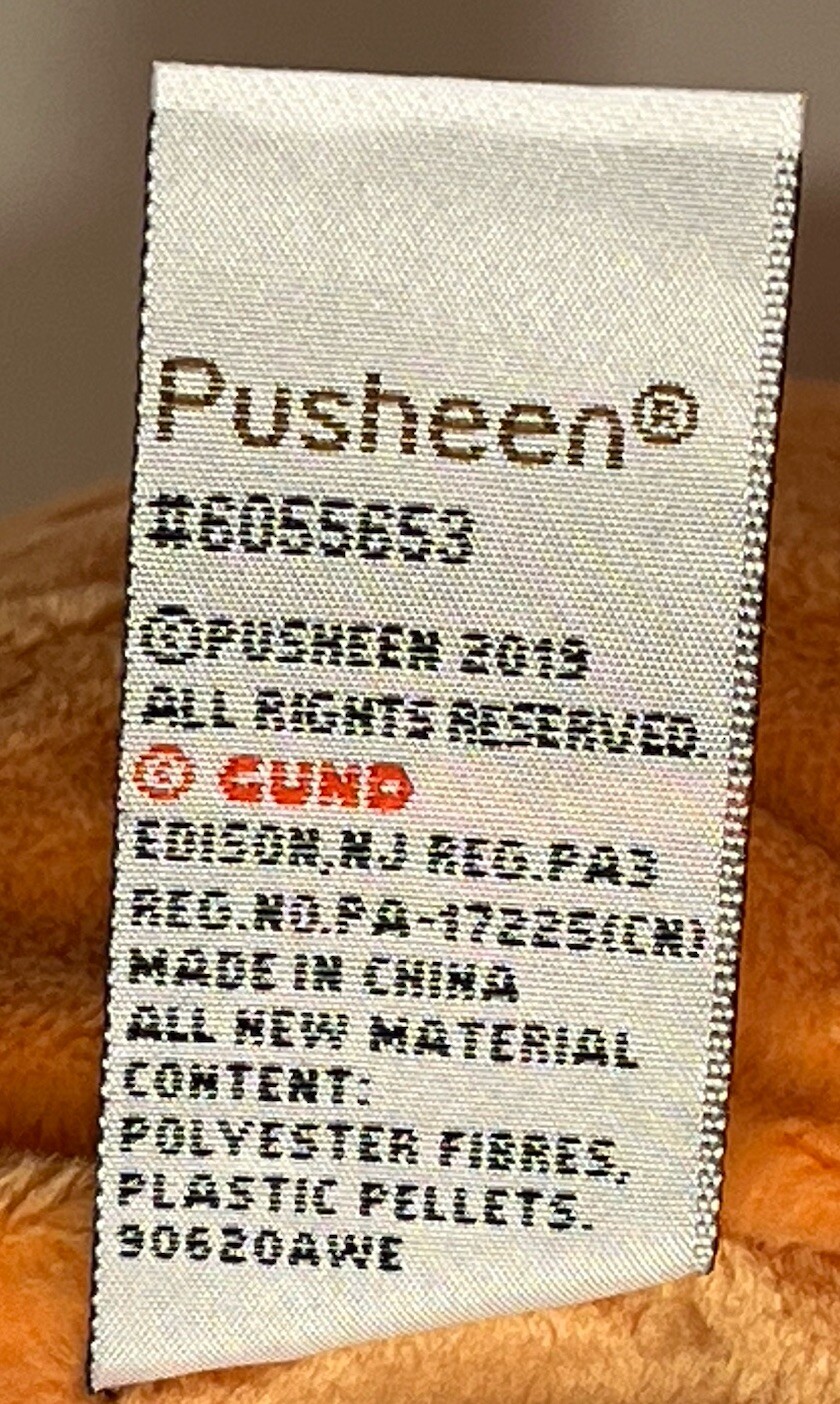 Pusheen®
#6055653
©PUSHEEN 2019
ALL RIGHTS RESERVED.
© GUND
EDISON,NJ REG.PA3
REG.NO.PA-17225(CN)
MADE IN CHINA
ALL NEW MATERIAL
CONTENT:
POLYESTER FIBRES,
PLASTIC PELLETS.
90620AWE